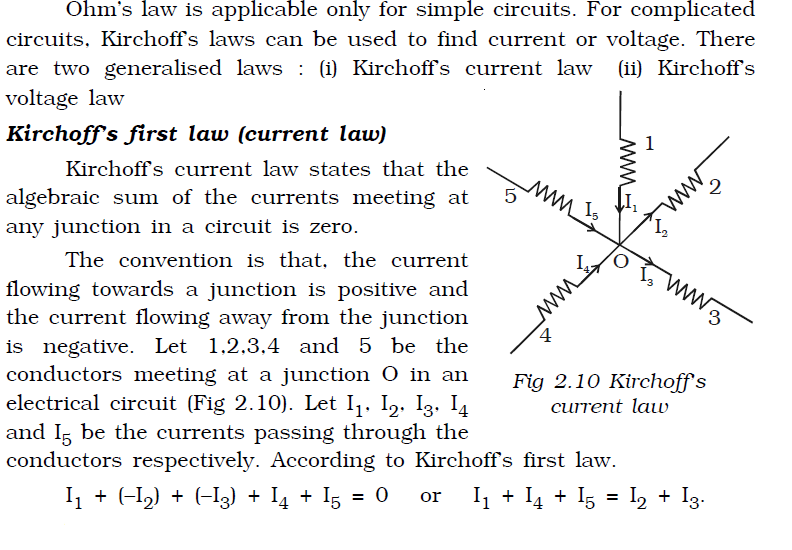 Ohm's law is applicable only for simple circuits. For complicated
circuits, Kirchoff's laws can be used to find current or voltage. There
are two generalised laws : (i) Kirchoff's current law (ii) Kirchoff's
voltage law
Kirchoff's first law (current law)
Kirchoff's current law states that the
algebraic sum of the currents meeting at
any junction in a circuit is zero.
The convention is that, the current
flowing towards a junction is positive and
the current flowing away from the junction
is negative. Let 1,2,3,4 and 5 be the
conductors meeting at a junction O in an
electrical circuit (Fig 2.10). Let I₁, I₂, I₃, I₄
and I₅ be the currents passing through the
conductors respectively. According to Kirchoff's first law.
I₁ + (–I₂) + (–I₃) + I₄ + I₅ = 0 or I₁ + I₄ + I₅ = I₂ + I₃.
1
2
5
I₅
I₁
I₂
I₄
O
I₃
3
4
Fig 2.10 Kirchoff's
current law